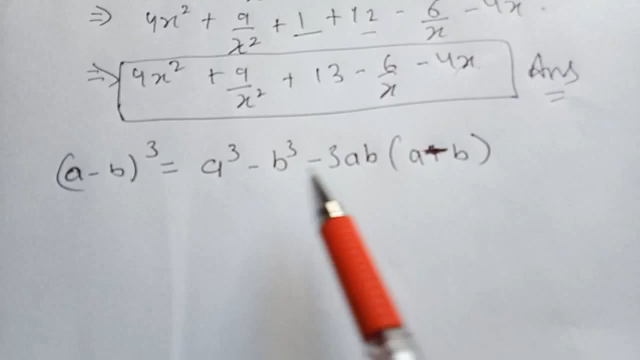 ⇒ 4x² + 9/x² + 1 + 12 - 6/x - 4x.
⇒ 4x² + 9/x² + 13 - 6/x - 4x Ans
(a-b)³ = a³ - b³ - 3ab(a-b)